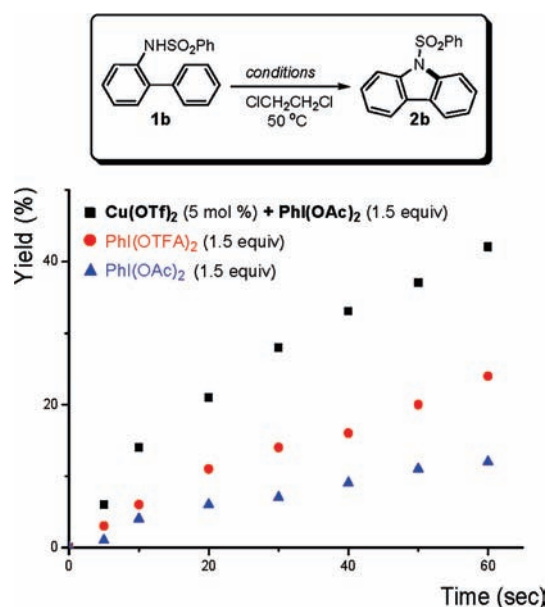 NHSO2Ph
1b
conditions
ClCH2CH2Cl
50 °C
SO2Ph
N
2b
Yield (%)
Cu(OTf)2 (5 mol %) + PhI(OAc)2 (1.5 equiv)
PhI(OTFA)2 (1.5 equiv)
PhI(OAc)2 (1.5 equiv)
40
20
0
0 20 40 60
Time (sec)